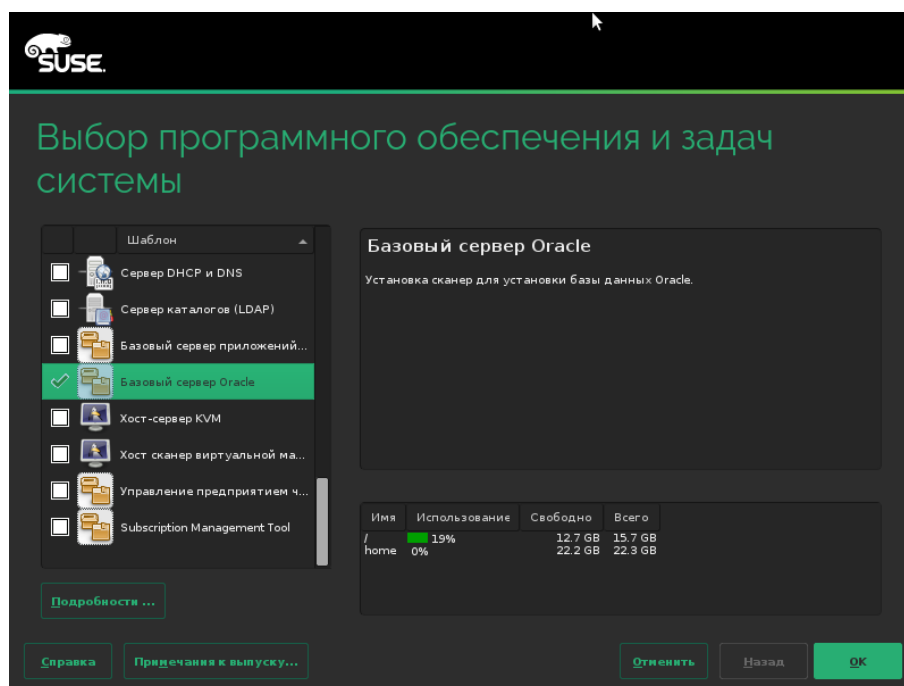 SUSE.
Выбор программного обеспечения и задач
системы
Шаблон
Сервер DHCP и DNS
Сервер каталогов (LDAP)
Базовый сервер приложений...
Базовый сервер Oracle
Хост-сервер KVM
Хост сканер виртуальной ма...
Управление предприятием ч...
Subscription Management Tool
Подробности ...
Базовый сервер Oracle
Установка сканер для установки базы данных Oracle.
Имя Использование Свободно Всего
/ 19% 12.7 GB 15.7 GB
home 0% 22.2 GB 22.3 GB
Справка
Примечания к выпуску...
Отменить
Назад
OK